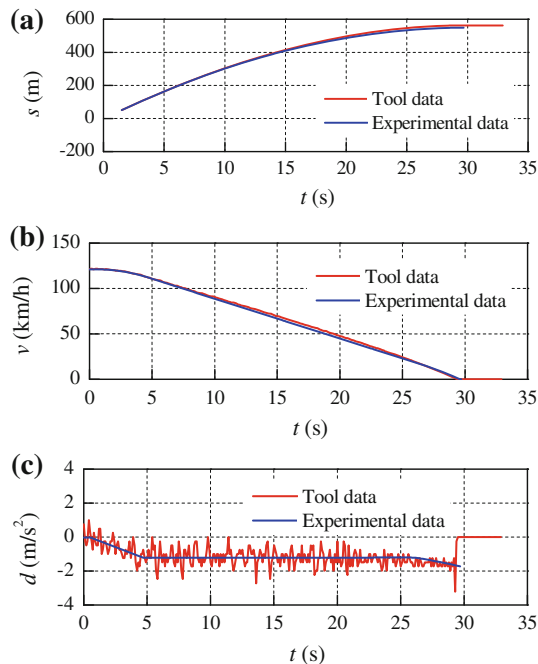 (a)
600
400
200
0
-200
s (m)
Tool data
Experimental data
0 5 10 15 20 25 30 35
t (s)
(b)
150
100
50
0
v (km/h)
Tool data
Experimental data
0 5 10 15 20 25 30 35
t (s)
(c)
4
2
0
-2
-4
d (m/s²)
Tool data
Experimental data
0 5 10 15 20 25 30 35
t (s)